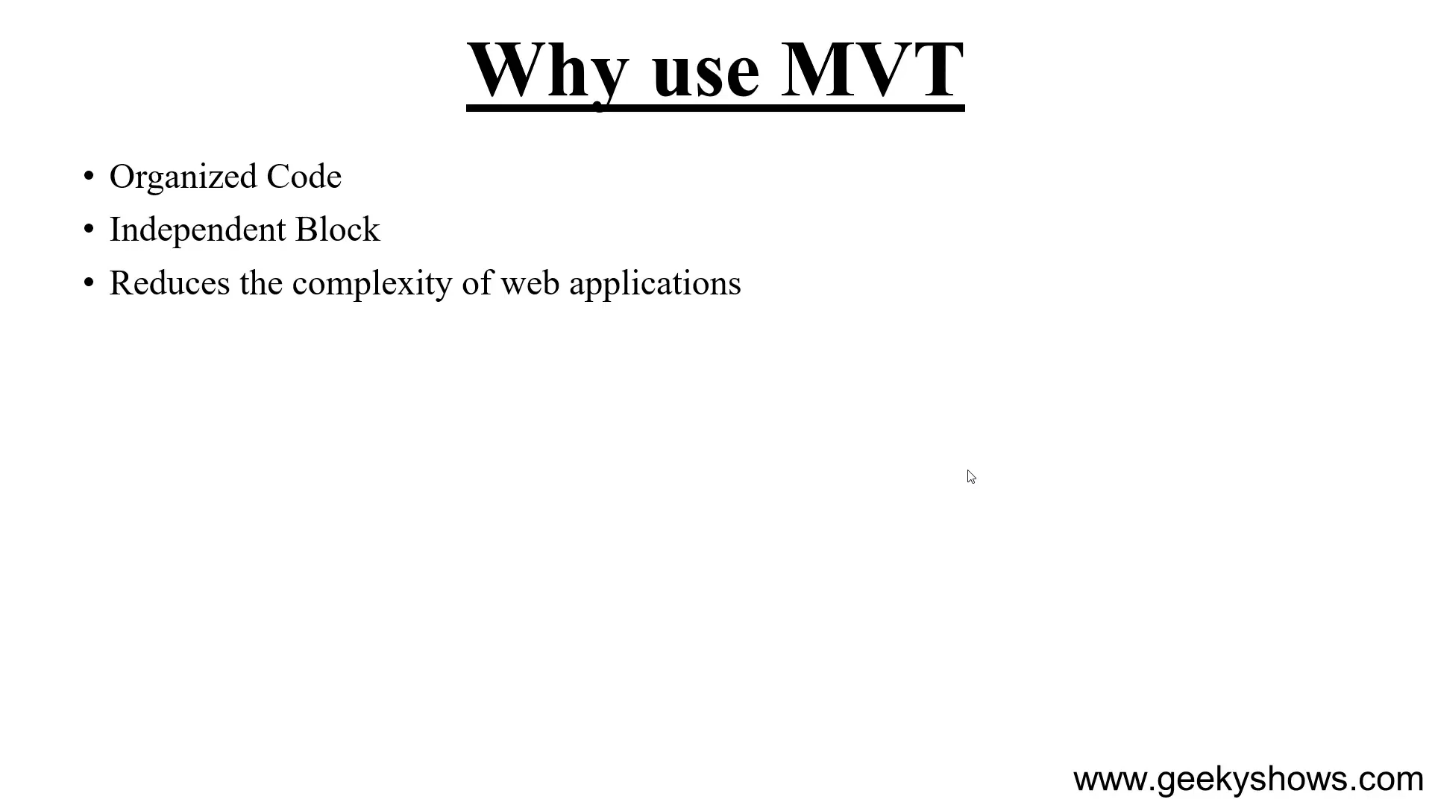 Why use MVT
• Organized Code
• Independent Block
• Reduces the complexity of web applications
www.geekyshows.com